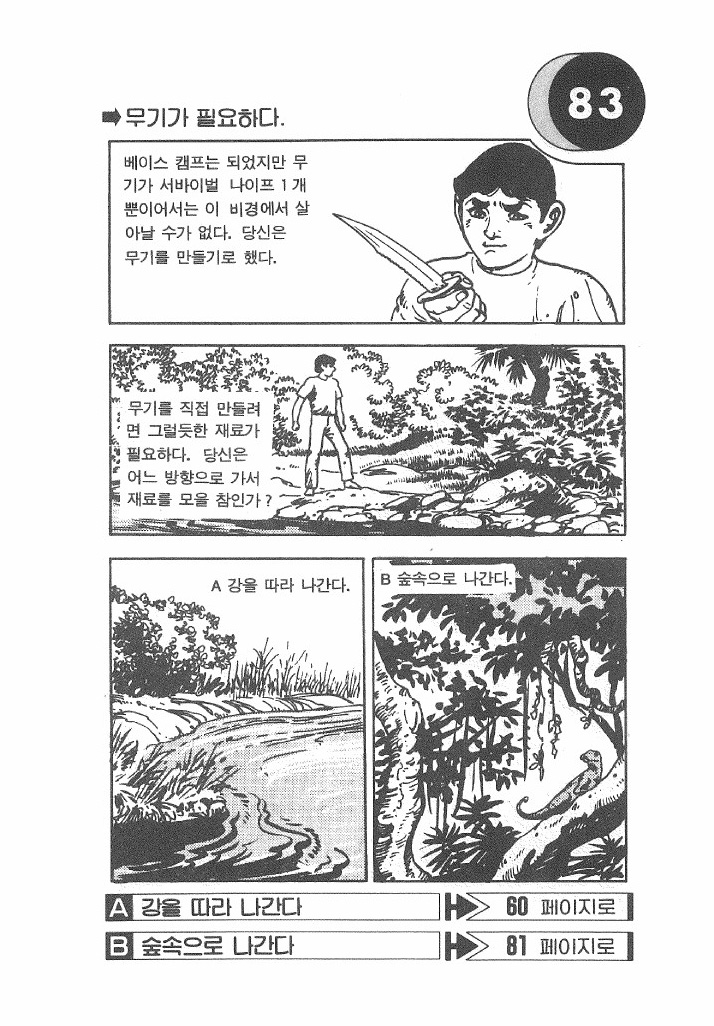 83
➡무기가 필요하다.
베이스 캠프는 되었지만 무
기가 서바이벌 나이프 1개
뿐이어서는 이 비경에서 살
아날 수가 없다. 당신은
무기를 만들기로 했다.
무기를 직접 만들려
면 그럴듯한 재료가
필요하다. 당신은
어느 방향으로 가서
재료를 모을 참인가?
A 강을 따라 나간다.
B 숲속으로 나간다.
A 강을 따라 나간다 60 페이지로
B 숲속으로 나간다 81 페이지로